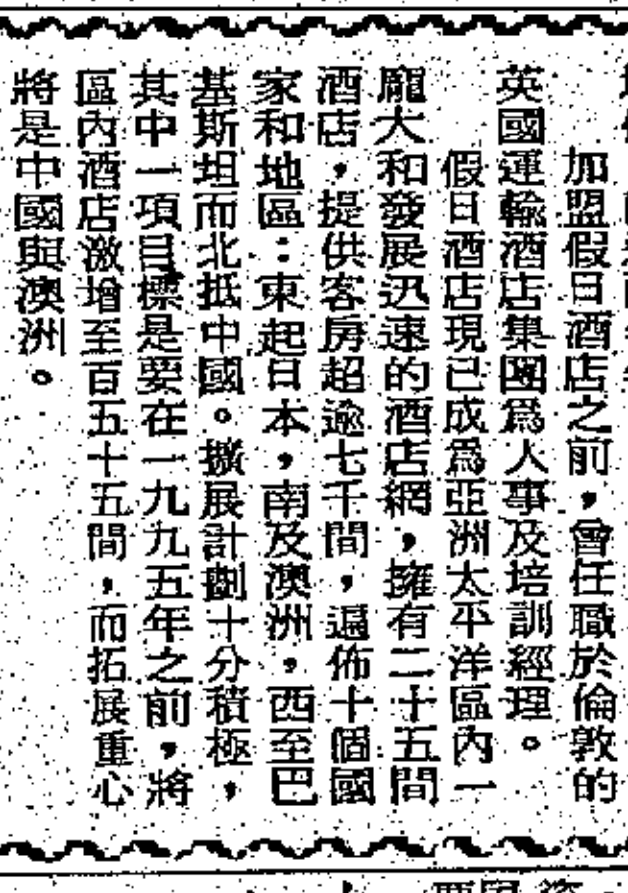 加盟假日酒店之前，曾任職於倫敦的
英國運輸酒店集團爲人事及培訓經理。
假日酒店現已成爲亞洲太平洋區內一
龐大和發展迅速的酒店網，擁有二十五間
酒店，提供客房超逾七千間，遍佈十個國
家和地區：東起日本，南及澳洲，西至巴
基斯坦而北抵中國。擴展計劃十分積極，
其中一項目標是要在一九九五年之前，將
區內酒店激增至百五十五間，而拓展重心
將是中國與澳洲。